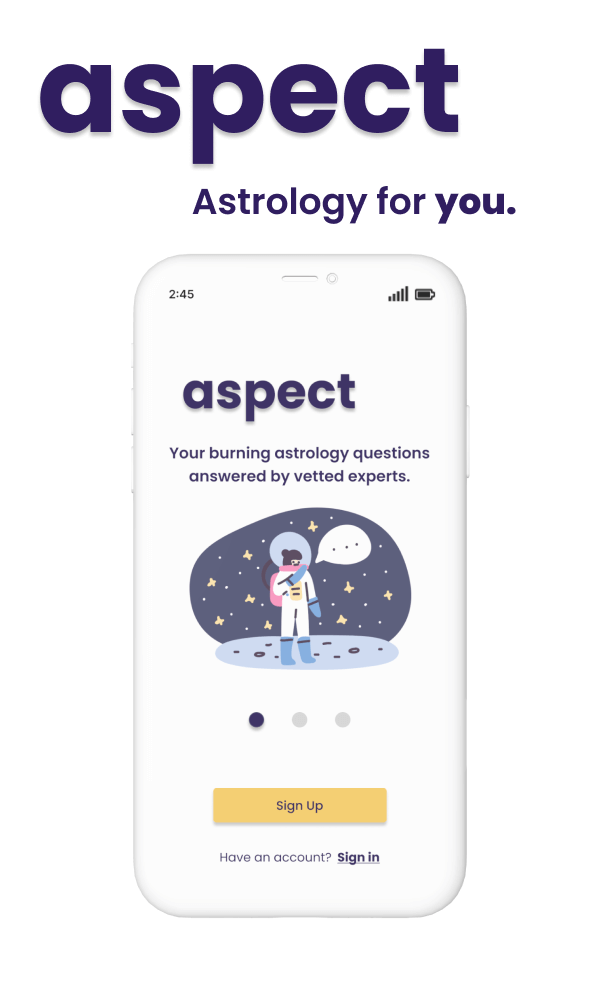 aspect
Astrology for you.
2:45
aspect
Your burning astrology questions
answered by vetted experts.
Sign Up
Have an account? Sign in